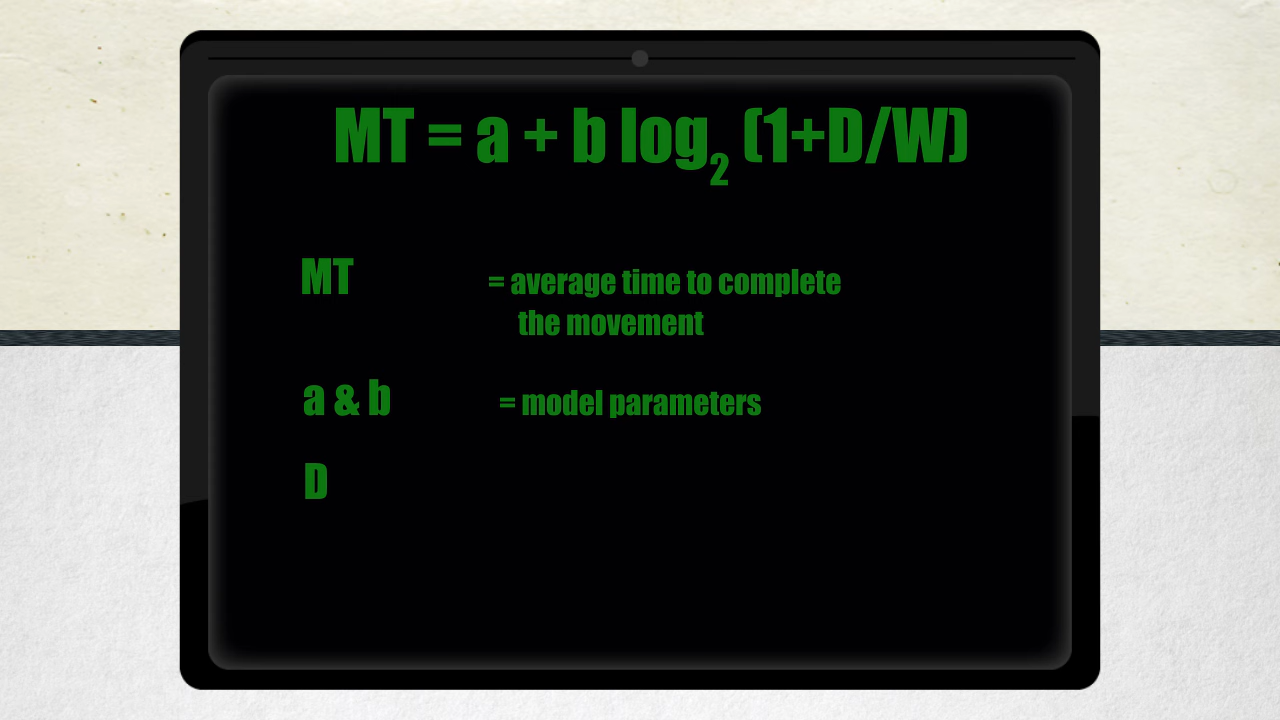 MT = a + b log₂ (1+D/W)
MT = average time to complete
the movement
a & b = model parameters
D